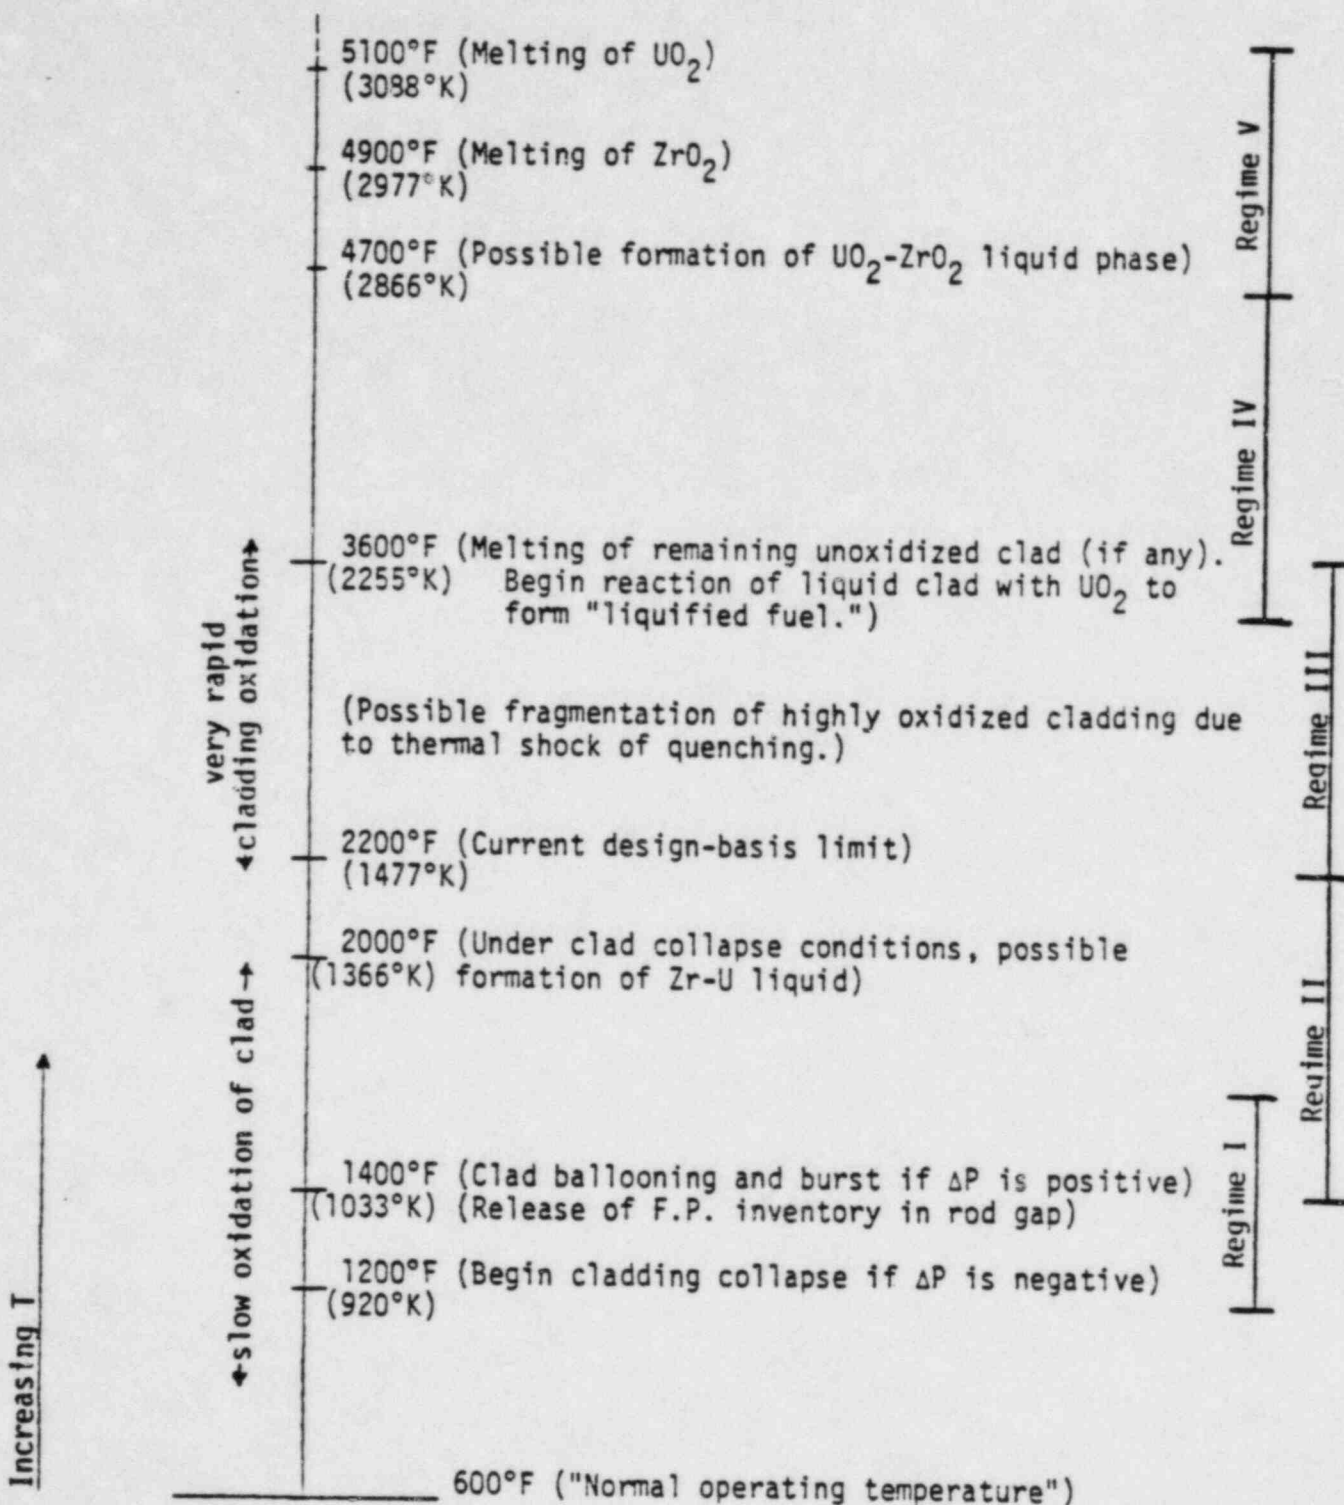 5100°F (Melting of UO₂)
(3088°K)
4900°F (Melting of ZrO₂)
(2977°K)
4700°F (Possible formation of UO₂-ZrO₂ liquid phase)
(2866°K)
3600°F (Melting of remaining unoxidized clad (if any).
(2255°K) Begin reaction of liquid clad with UO₂ to
form "liquified fuel.")
(Possible fragmentation of highly oxidized cladding due
to thermal shock of quenching.)
2200°F (Current design-basis limit)
(1477°K)
2000°F (Under clad collapse conditions, possible
(1366°K) formation of Zr-U liquid)
1400°F (Clad ballooning and burst if ΔP is positive)
(1033°K) (Release of F.P. inventory in rod gap)
1200°F (Begin cladding collapse if ΔP is negative)
(920°K)
600°F ("Normal operating temperature")
very rapid
cladding oxidation
slow oxidation of clad
Increasing T
Regime V
Regime IV
Regime III
Regime II
Regime I